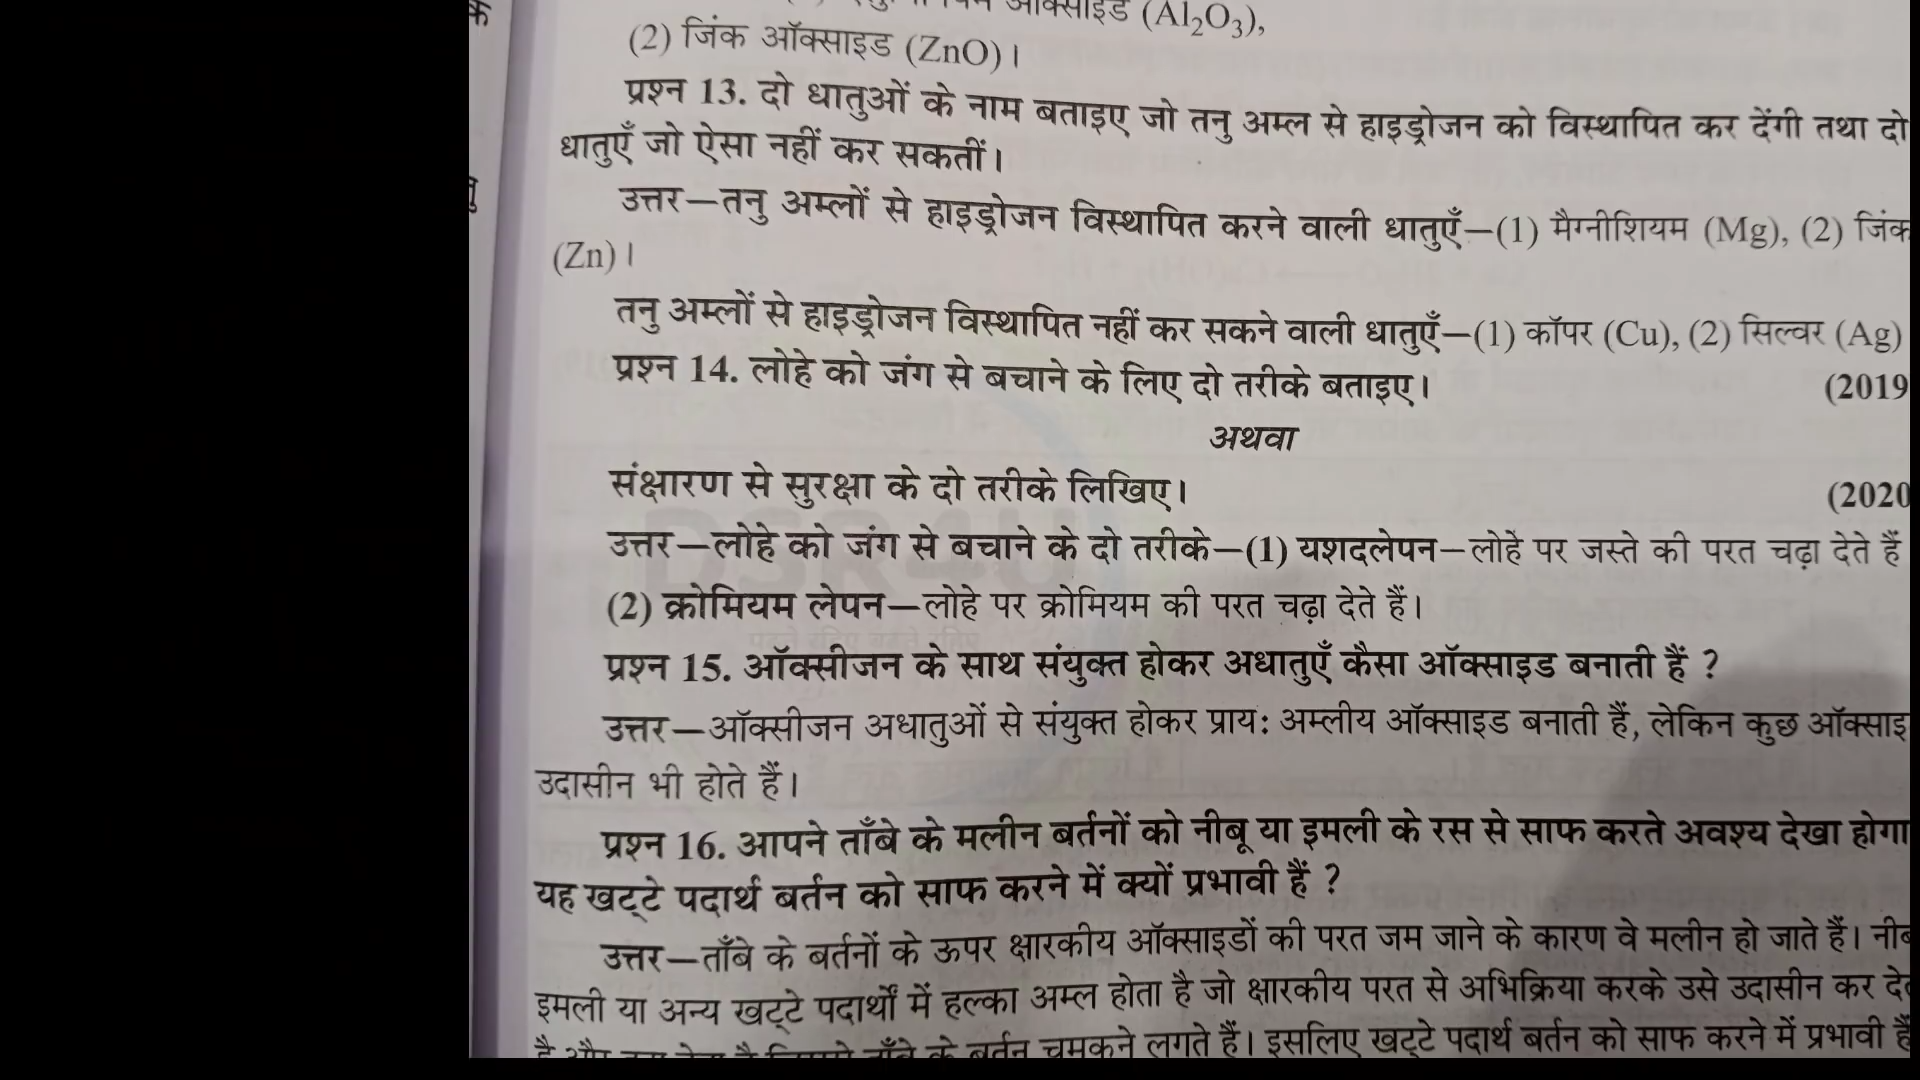 ऑक्साइड (Al₂O₃),
(2) जिंक ऑक्साइड (ZnO)।
प्रश्न 13. दो धातुओं के नाम बताइए जो तनु अम्ल से हाइड्रोजन को विस्थापित कर देंगी तथा दो
धातुएँ जो ऐसा नहीं कर सकतीं।
उत्तर—तनु अम्लों से हाइड्रोजन विस्थापित करने वाली धातुएँ—(1) मैग्नीशियम (Mg), (2) जिंक
(Zn)।
तनु अम्लों से हाइड्रोजन विस्थापित नहीं कर सकने वाली धातुएँ—(1) कॉपर (Cu), (2) सिल्वर (Ag)
प्रश्न 14. लोहे को जंग से बचाने के लिए दो तरीके बताइए। (2019
अथवा
संक्षारण से सुरक्षा के दो तरीके लिखिए। (2020
DSR4U
उत्तर—लोहे को जंग से बचाने के दो तरीके—(1) यशदलेपन—लोहे पर जस्ते की परत चढ़ा देते हैं
(2) क्रोमियम लेपन—लोहे पर क्रोमियम की परत चढ़ा देते हैं।
प्रश्न 15. ऑक्सीजन के साथ संयुक्त होकर अधातुएँ कैसा ऑक्साइड बनाती हैं ?
उत्तर—ऑक्सीजन अधातुओं से संयुक्त होकर प्राय: अम्लीय ऑक्साइड बनाती हैं, लेकिन कुछ ऑक्साइ
उदासीन भी होते हैं।
प्रश्न 16. आपने ताँबे के मलीन बर्तनों को नीबू या इमली के रस से साफ करते अवश्य देखा होगा
यह खट्टे पदार्थ बर्तन को साफ करने में क्यों प्रभावी हैं ?
उत्तर—ताँबे के बर्तनों के ऊपर क्षारकीय ऑक्साइडों की परत जम जाने के कारण वे मलीन हो जाते हैं।
इमली या अन्य खट्टे पदार्थों में हल्का अम्ल होता है जो क्षारकीय परत से अभिक्रिया करके उसे उदासीन कर
ताँबे के बर्तन चमकने लगते हैं। इसलिए खट्टे पदार्थ बर्तन को साफ करने में प्रभावी हैं